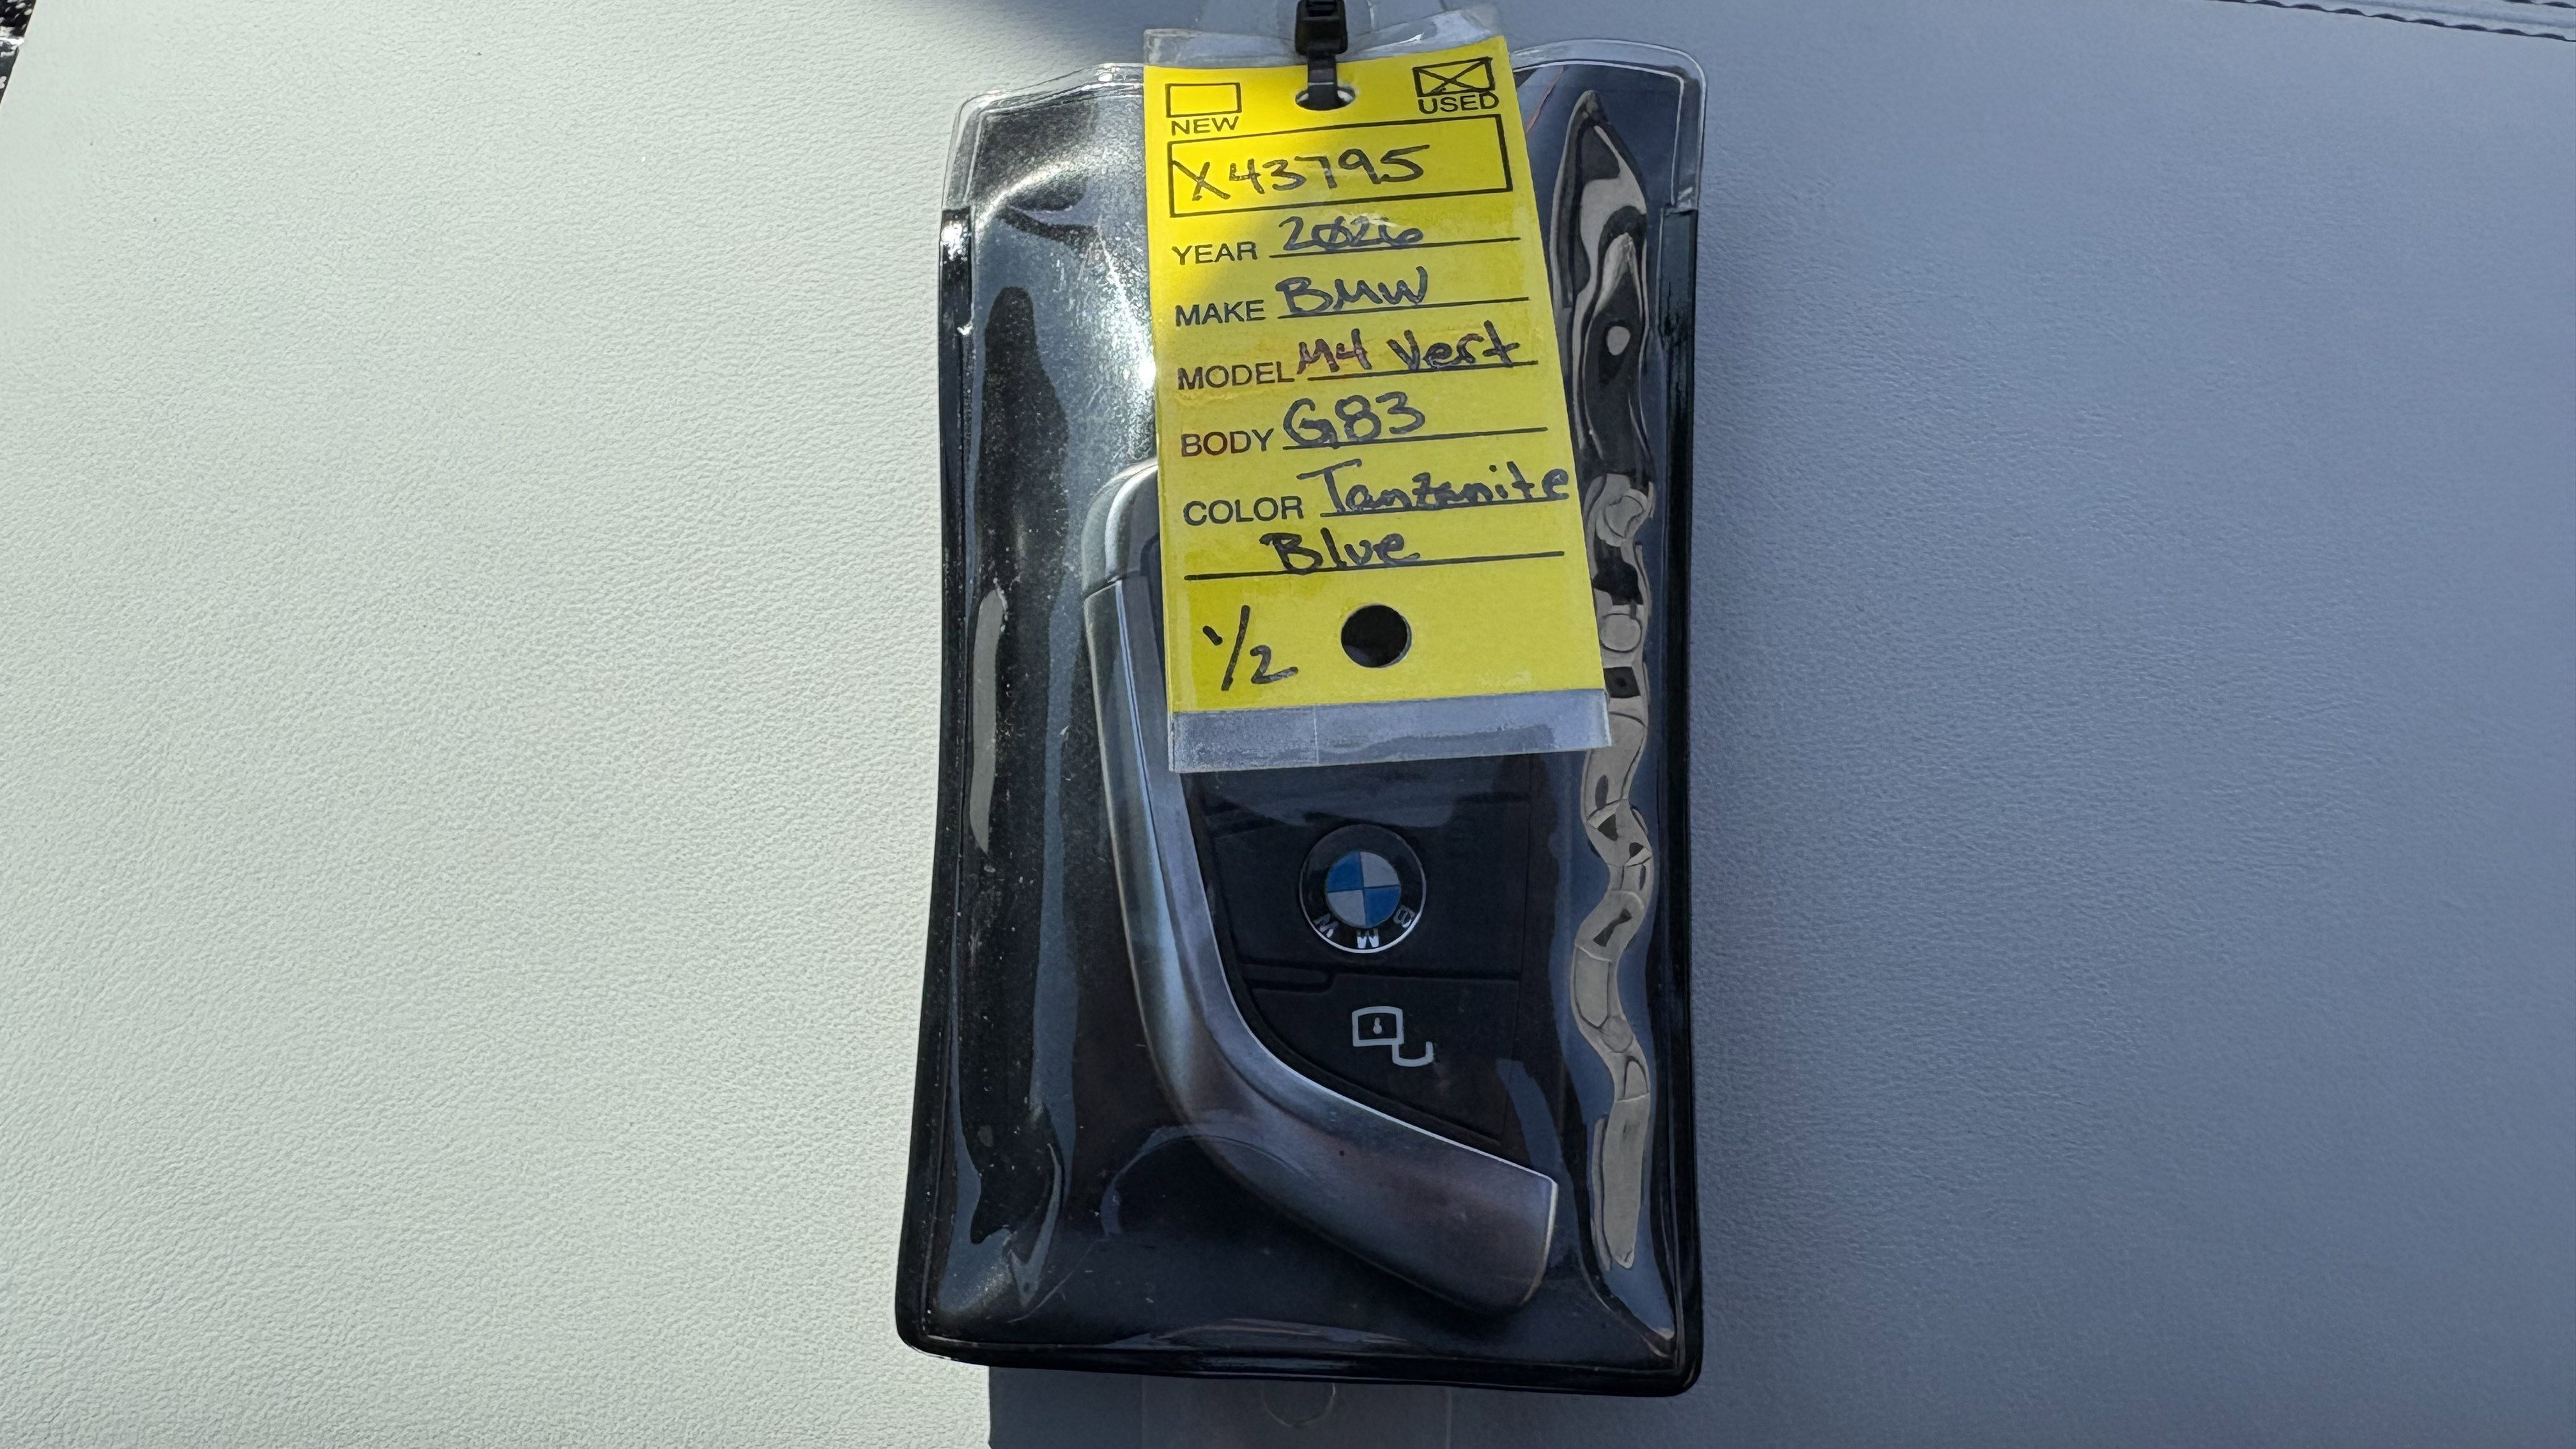 NEW USED
X43795
YEAR 2026
MAKE BMW
MODEL M4 Vert
BODY G83
COLOR Tanzanite
Blue
1/2
BMW